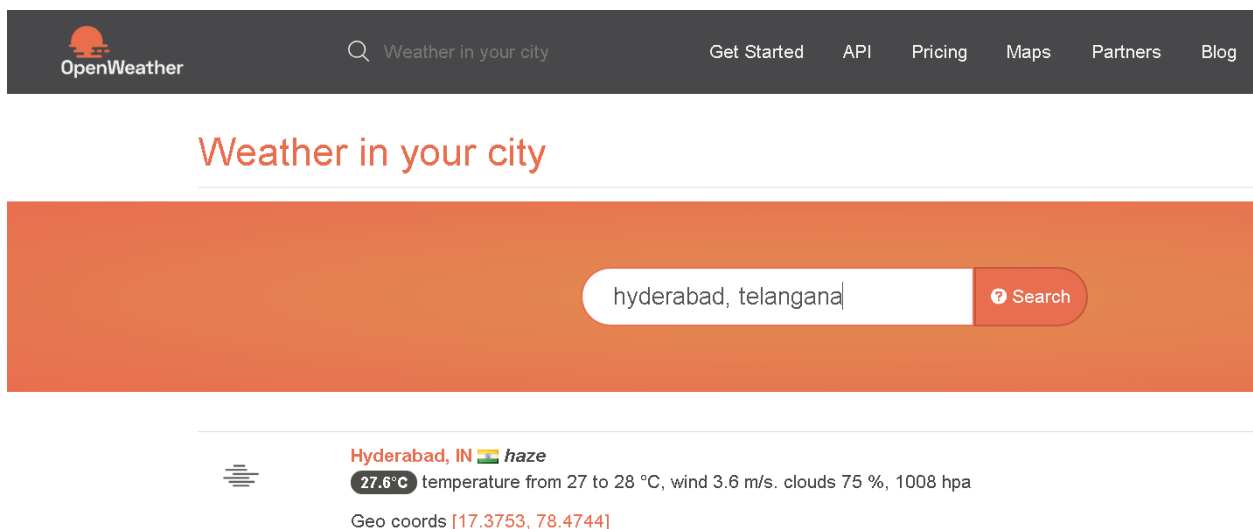 OpenWeather
Weather in your city
Get Started
API
Pricing
Maps
Partners
Blog
Weather in your city
hyderabad, telangana
Search
Hyderabad, IN haze
27.6°C temperature from 27 to 28 °C, wind 3.6 m/s. clouds 75 %, 1008 hpa
Geo coords [17.3753, 78.4744]